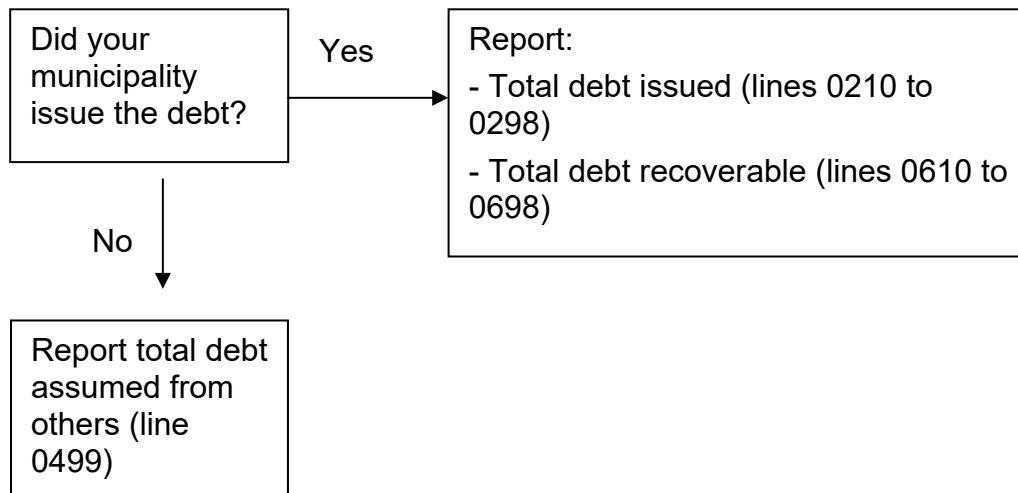 Did your
municipality
issue the debt?
Yes
Report:
- Total debt issued (lines 0210 to
0298)
- Total debt recoverable (lines 0610 to
0698)
No
Report total debt
assumed from
others (line
0499)